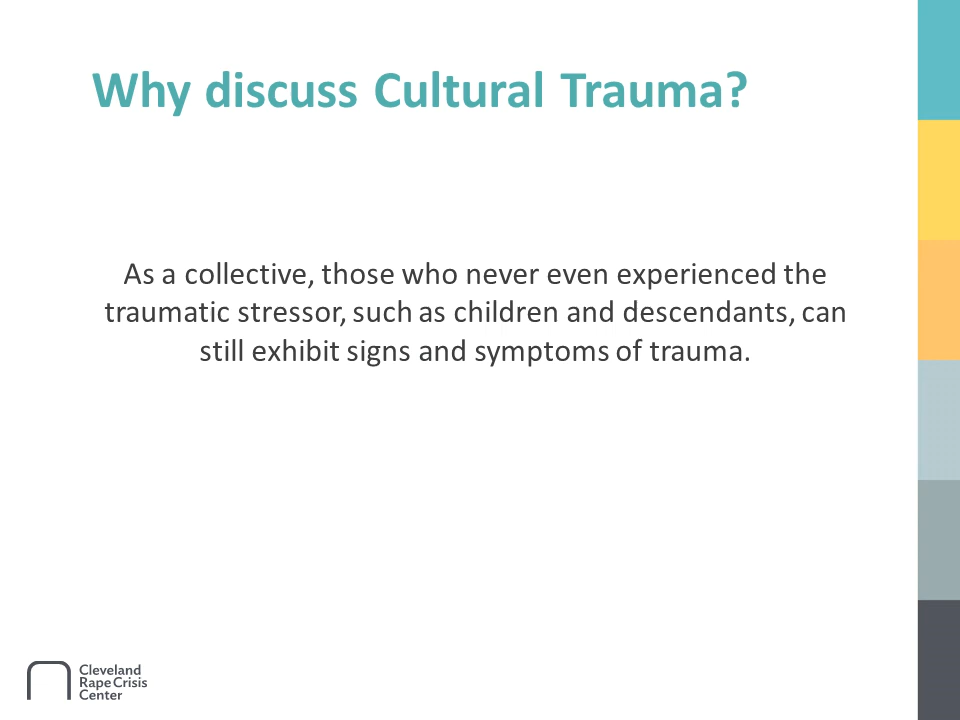 Why discuss Cultural Trauma?
As a collective, those who never even experienced the
traumatic stressor, such as children and descendants, can
still exhibit signs and symptoms of trauma.
Cleveland
Rape Crisis
Center